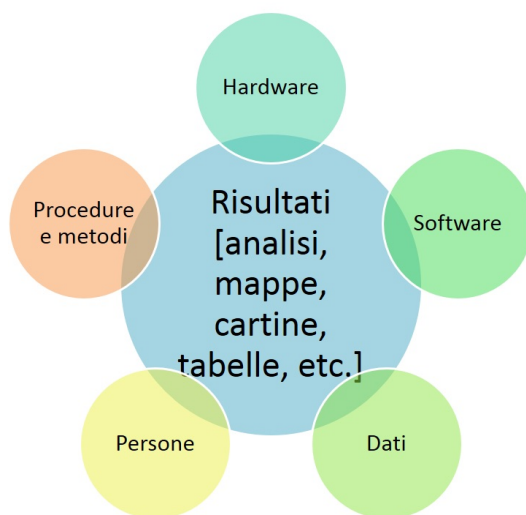 Hardware
Procedure
e metodi
Risultati
[analisi,
mappe,
cartine,
tabelle, etc.]
Software
Persone
Dati